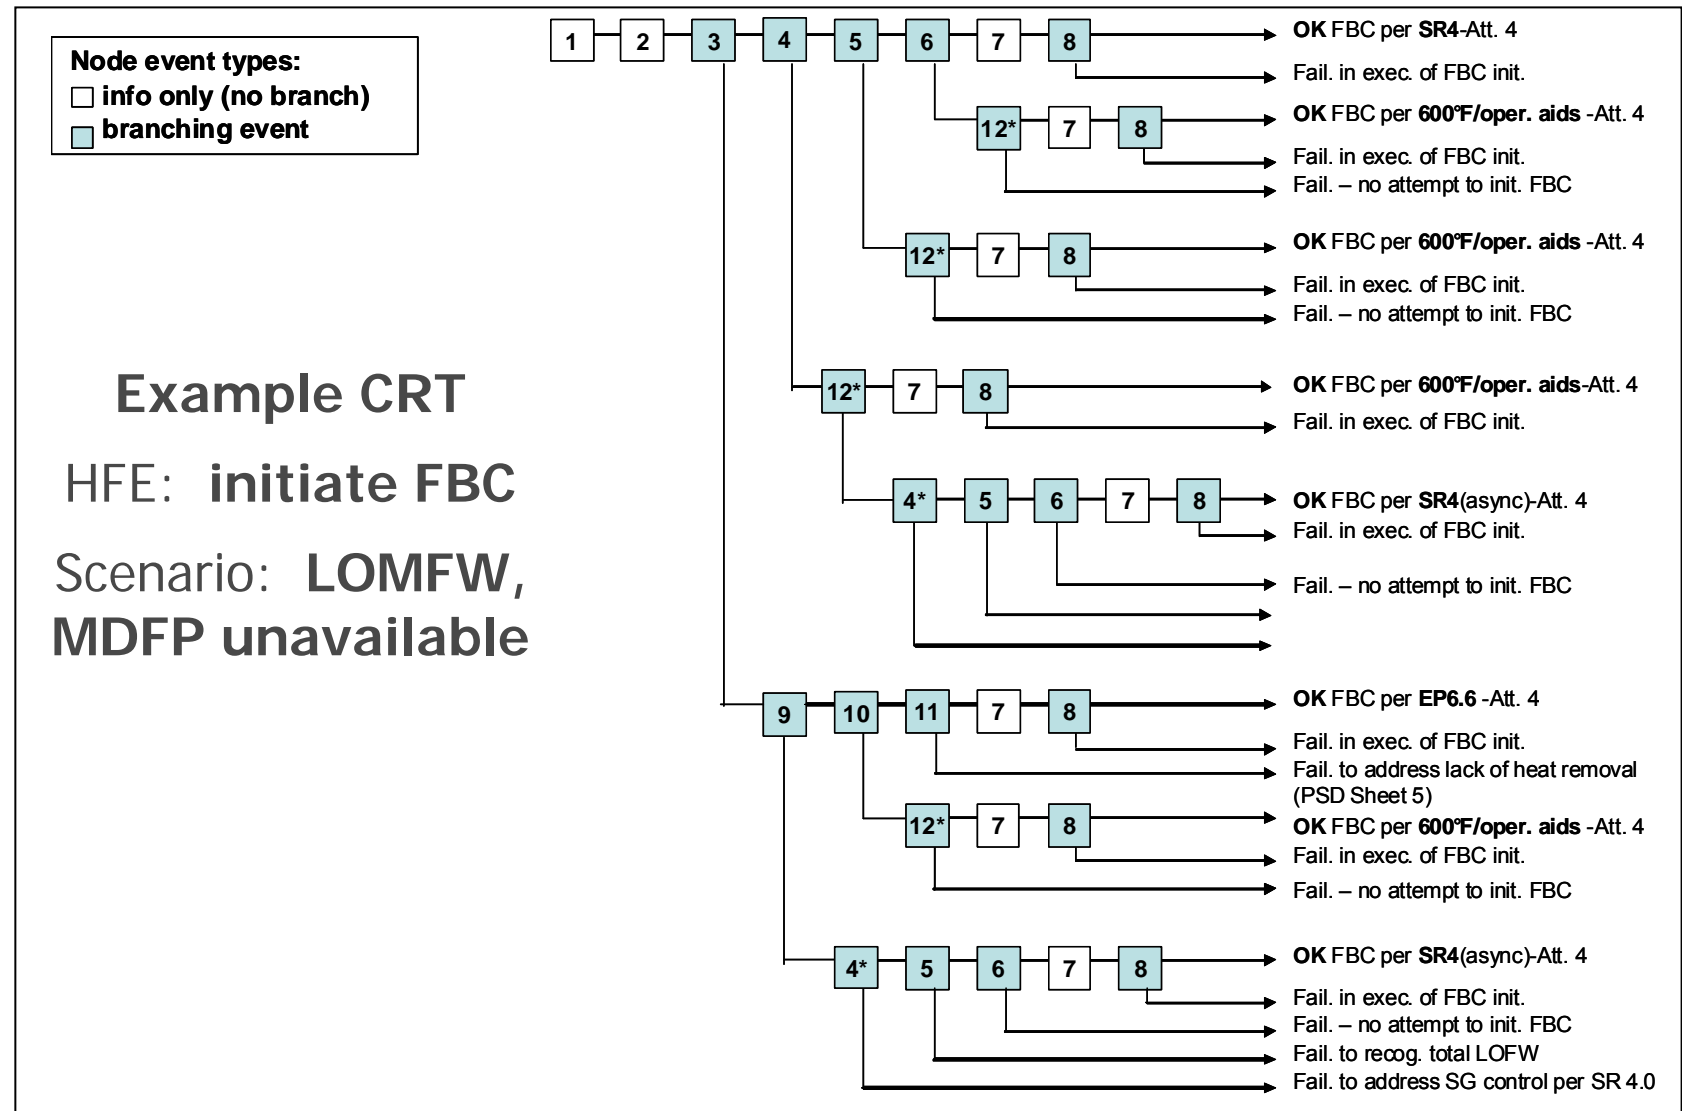 Node event types:
info only (no branch)
branching event
1 2 3 4 5 6 7 8 OK FBC per SR4-Att. 4
Fail. in exec. of FBC init.
12* 7 8 OK FBC per 600°F/oper. aids -Att. 4
Fail. in exec. of FBC init.
Fail. – no attempt to init. FBC
12* 7 8 OK FBC per 600°F/oper. aids -Att. 4
Fail. in exec. of FBC init.
Fail. – no attempt to init. FBC
Example CRT
HFE: initiate FBC
Scenario: LOMFW,
MDFP unavailable
12* 7 8 OK FBC per 600°F/oper. aids-Att. 4
Fail. in exec. of FBC init.
4* 5 6 7 8 OK FBC per SR4(async)-Att. 4
Fail. in exec. of FBC init.
Fail. – no attempt to init. FBC
9 10 11 7 8 OK FBC per EP6.6 -Att. 4
Fail. in exec. of FBC init.
Fail. to address lack of heat removal
(PSD Sheet 5)
12* 7 8 OK FBC per 600°F/oper. aids -Att. 4
Fail. in exec. of FBC init.
Fail. – no attempt to init. FBC
4* 5 6 7 8 OK FBC per SR4(async)-Att. 4
Fail. in exec. of FBC init.
Fail. – no attempt to init. FBC
Fail. to recog. total LOFW
Fail. to address SG control per SR 4.0